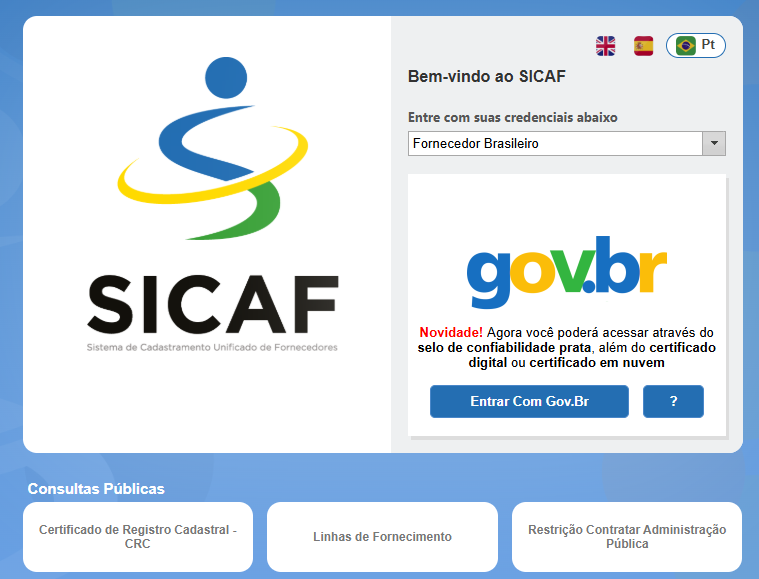 Pt
Bem-vindo ao SICAF
Entre com suas credenciais abaixo
Fornecedor Brasileiro
SICAF
Sistema de Cadastramento Unificado de Fornecedores
gov.br
Novidade! Agora você poderá acessar através do
selo de confiabilidade prata, além do certificado
digital ou certificado em nuvem
Entrar Com Gov.Br
?
Consultas Públicas
Certificado de Registro Cadastral -
CRC
Linhas de Fornecimento
Restrição Contratar Administração
Pública